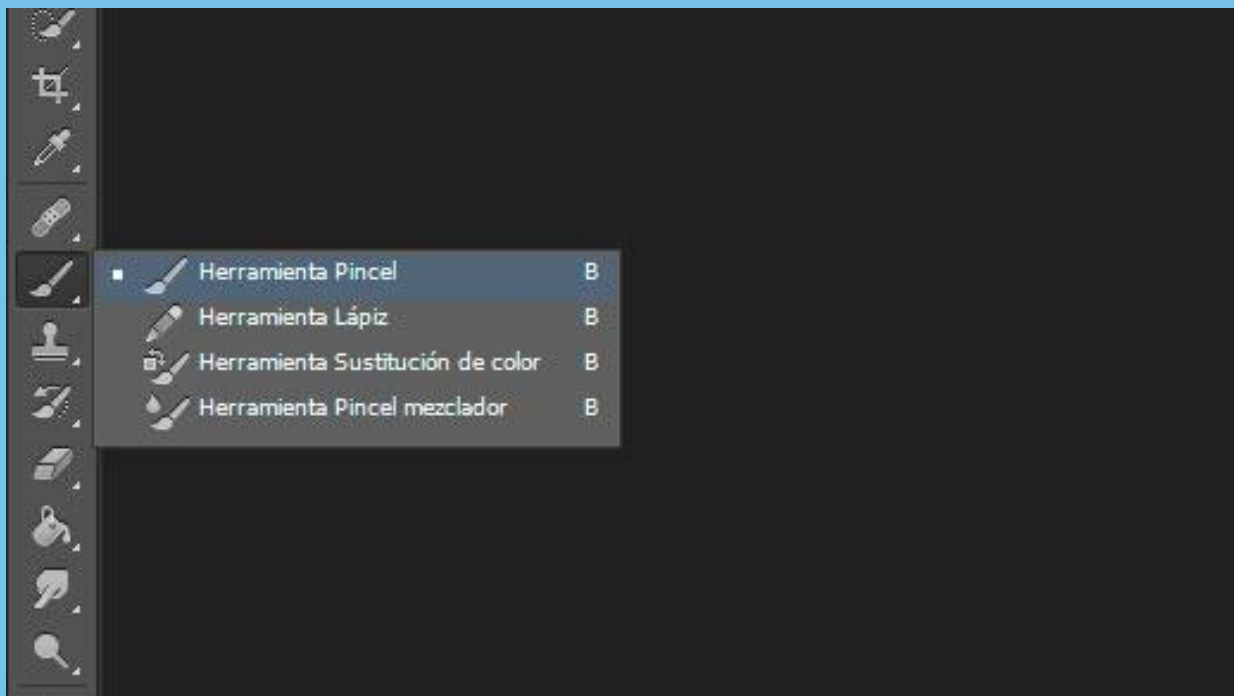 Herramienta Pincel B
Herramienta Lápiz B
Herramienta Sustitución de color B
Herramienta Pincel mezclador B